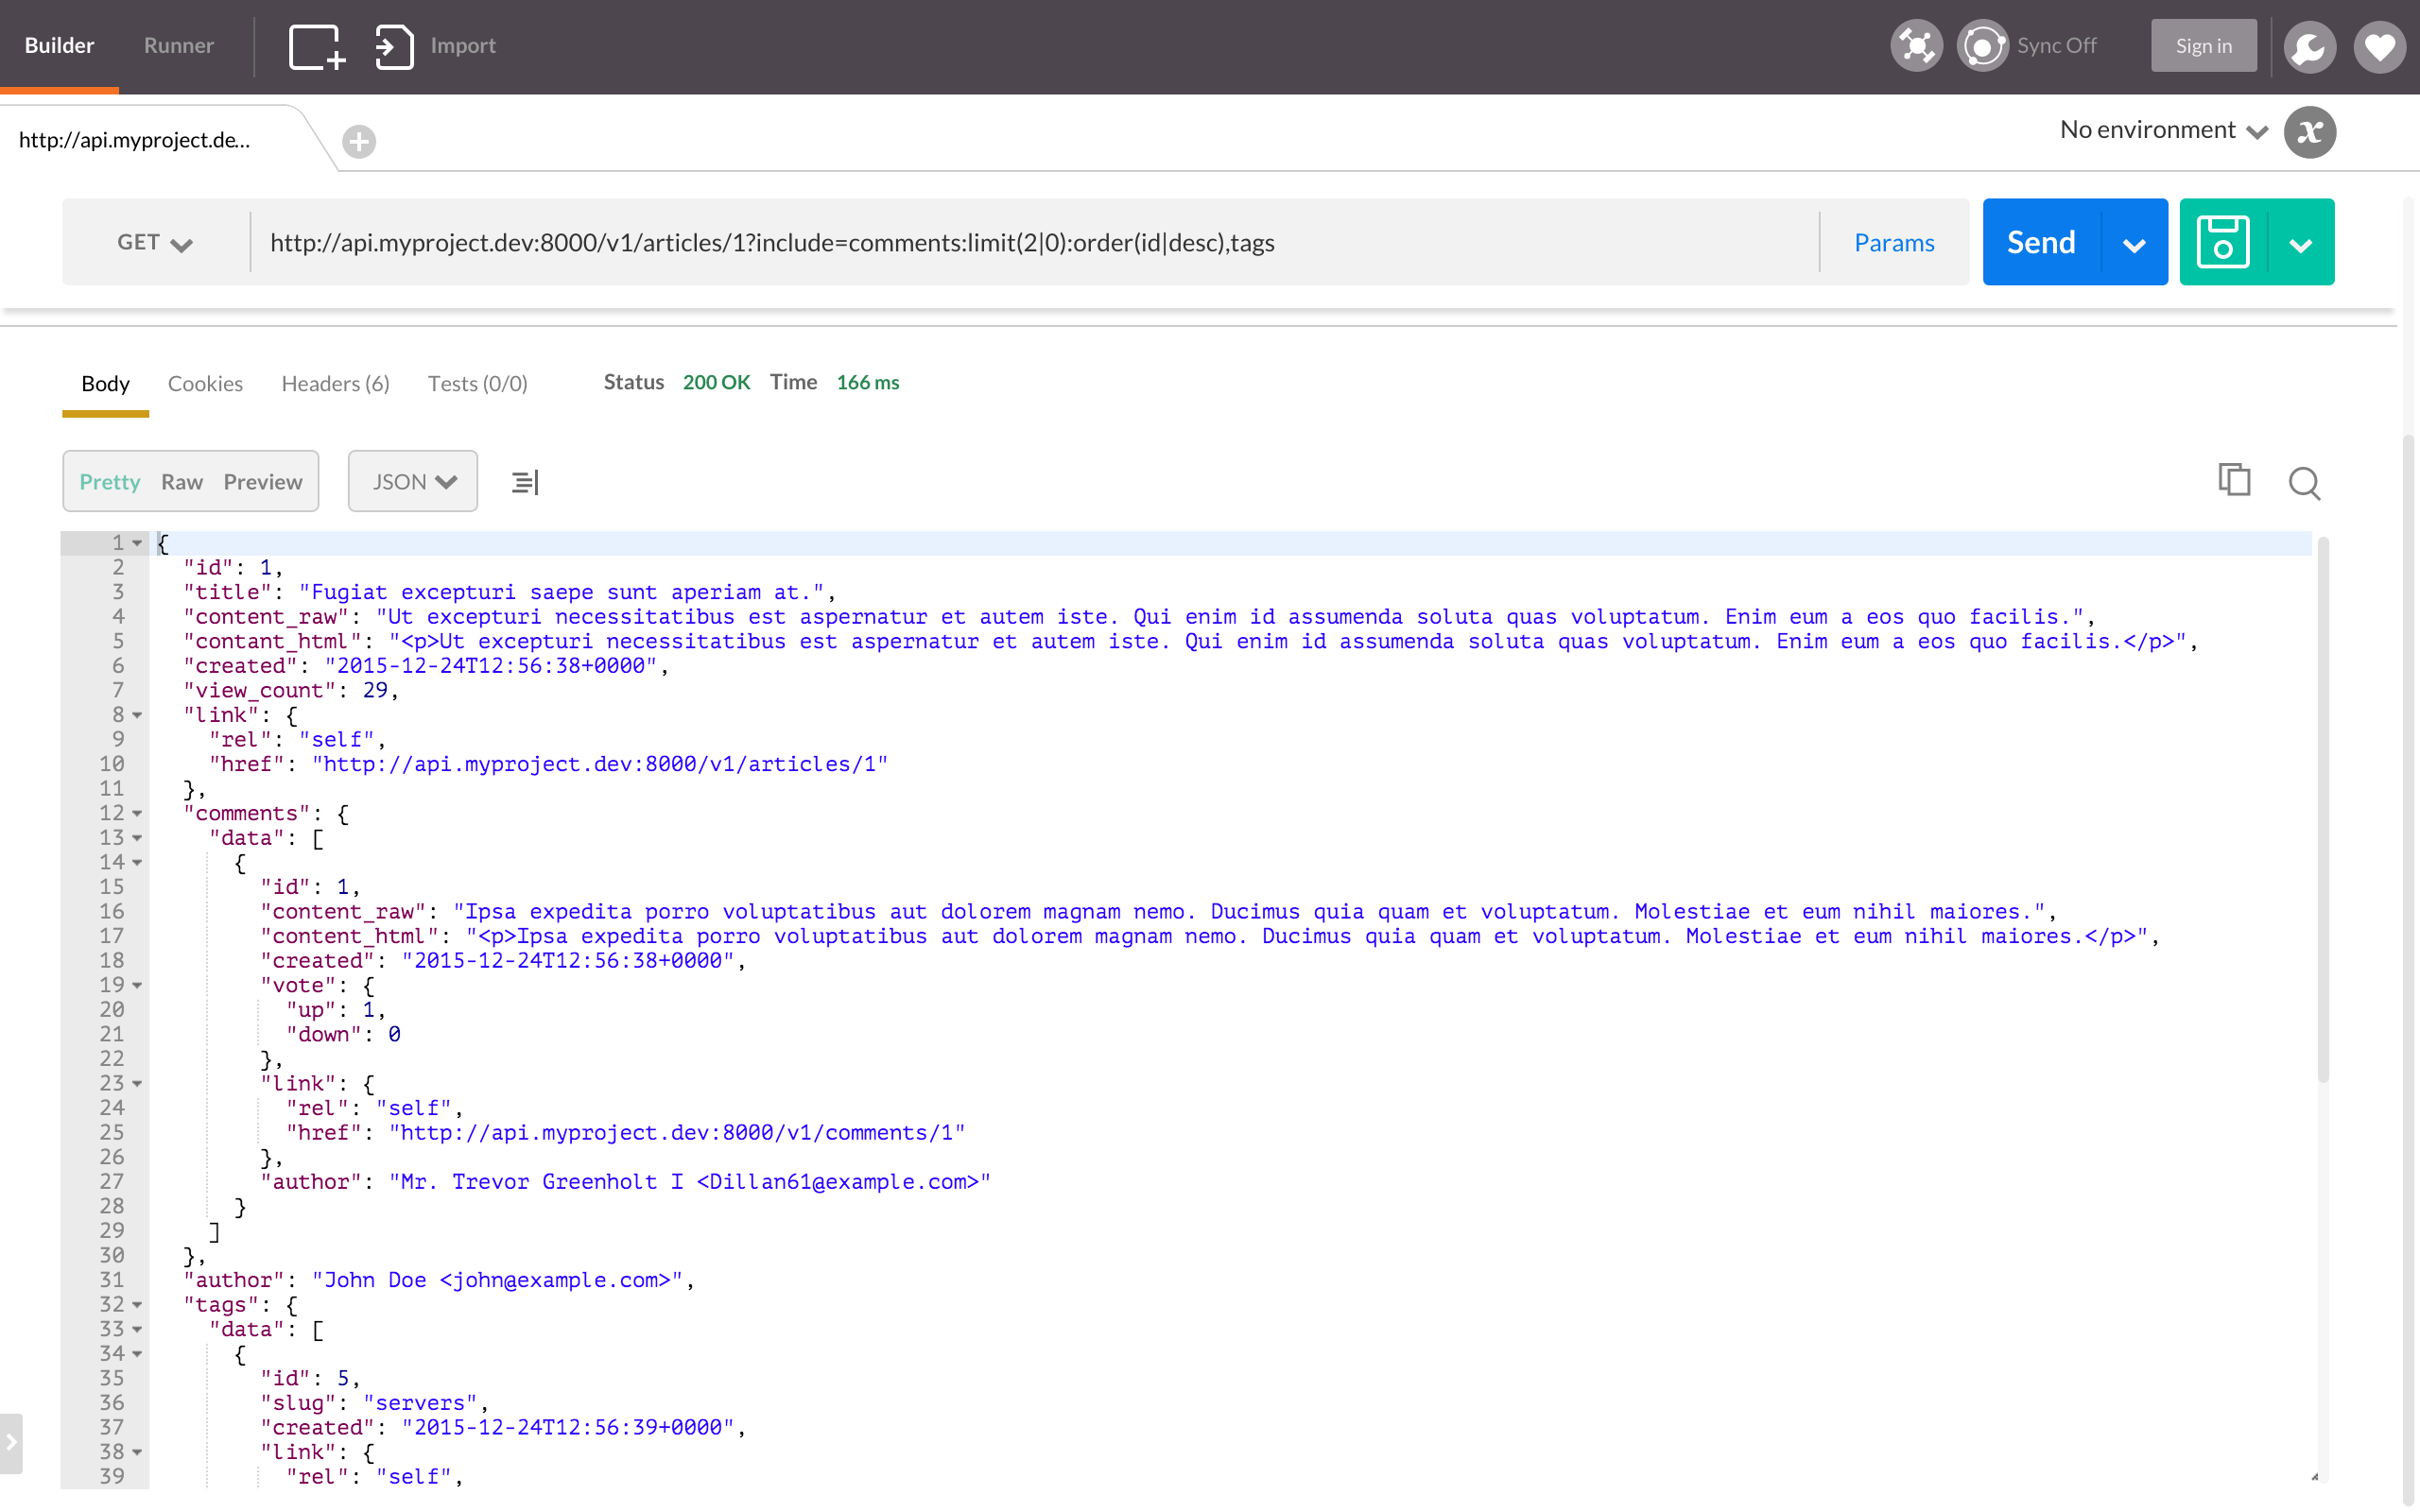 Builder Runner Import Sync Off Sign in
http://api.myproject.de... No environment x
GET http://api.myproject.dev:8000/v1/articles/1?include=comments:limit(2|0):order(id|desc),tags Params Send
Body Cookies Headers (6) Tests (0/0) Status 200 OK Time 166 ms
Pretty Raw Preview JSON
1 {
2 "id": 1,
3 "title": "Fugiat excepturi saepe sunt aperiam at.",
4 "content_raw": "Ut excepturi necessitatibus est aspernatur et autem iste. Qui enim id assumenda soluta quas voluptatum. Enim eum a eos quo facilis.",
5 "contant_html": "<p>Ut excepturi necessitatibus est aspernatur et autem iste. Qui enim id assumenda soluta quas voluptatum. Enim eum a eos quo facilis.</p>",
6 "created": "2015-12-24T12:56:38+0000",
7 "view_count": 29,
8 "link": {
9 "rel": "self",
10 "href": "http://api.myproject.dev:8000/v1/articles/1"
11 },
12 "comments": {
13 "data": [
14 {
15 "id": 1,
16 "content_raw": "Ipsa expedita porro voluptatibus aut dolorem magnam nemo. Ducimus quia quam et voluptatum. Molestiae et eum nihil maiores.",
17 "content_html": "<p>Ipsa expedita porro voluptatibus aut dolorem magnam nemo. Ducimus quia quam et voluptatum. Molestiae et eum nihil maiores.</p>",
18 "created": "2015-12-24T12:56:38+0000",
19 "vote": {
20 "up": 1,
21 "down": 0
22 },
23 "link": {
24 "rel": "self",
25 "href": "http://api.myproject.dev:8000/v1/comments/1"
26 },
27 "author": "Mr. Trevor Greenholt I <Dillan61@example.com>"
28 }
29 ]
30 },
31 "author": "John Doe <john@example.com>",
32 "tags": {
33 "data": [
34 {
35 "id": 5,
36 "slug": "servers",
37 "created": "2015-12-24T12:56:39+0000",
38 "link": {
39 "rel": "self",